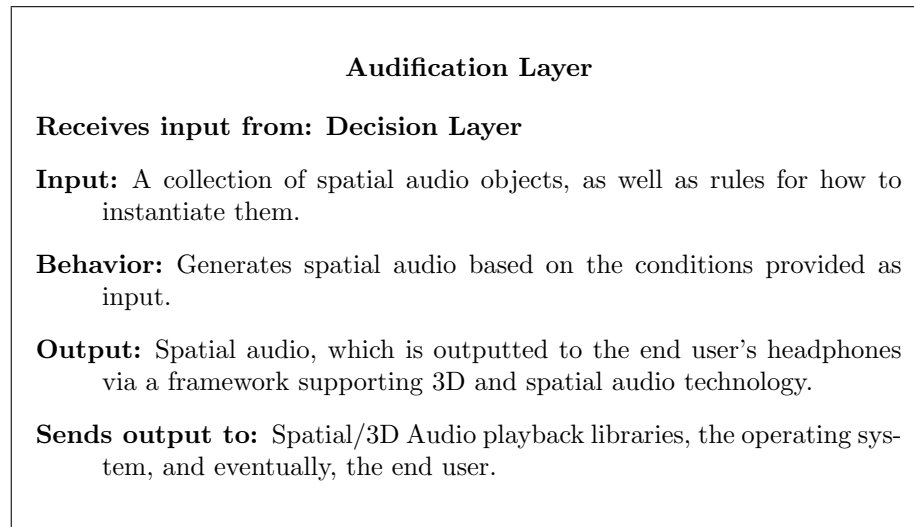 Audification Layer
Receives input from: Decision Layer
Input: A collection of spatial audio objects, as well as rules for how to
instantiate them.
Behavior: Generates spatial audio based on the conditions provided as
input.
Output: Spatial audio, which is outputted to the end user's headphones
via a framework supporting 3D and spatial audio technology.
Sends output to: Spatial/3D Audio playback libraries, the operating sys-
tem, and eventually, the end user.